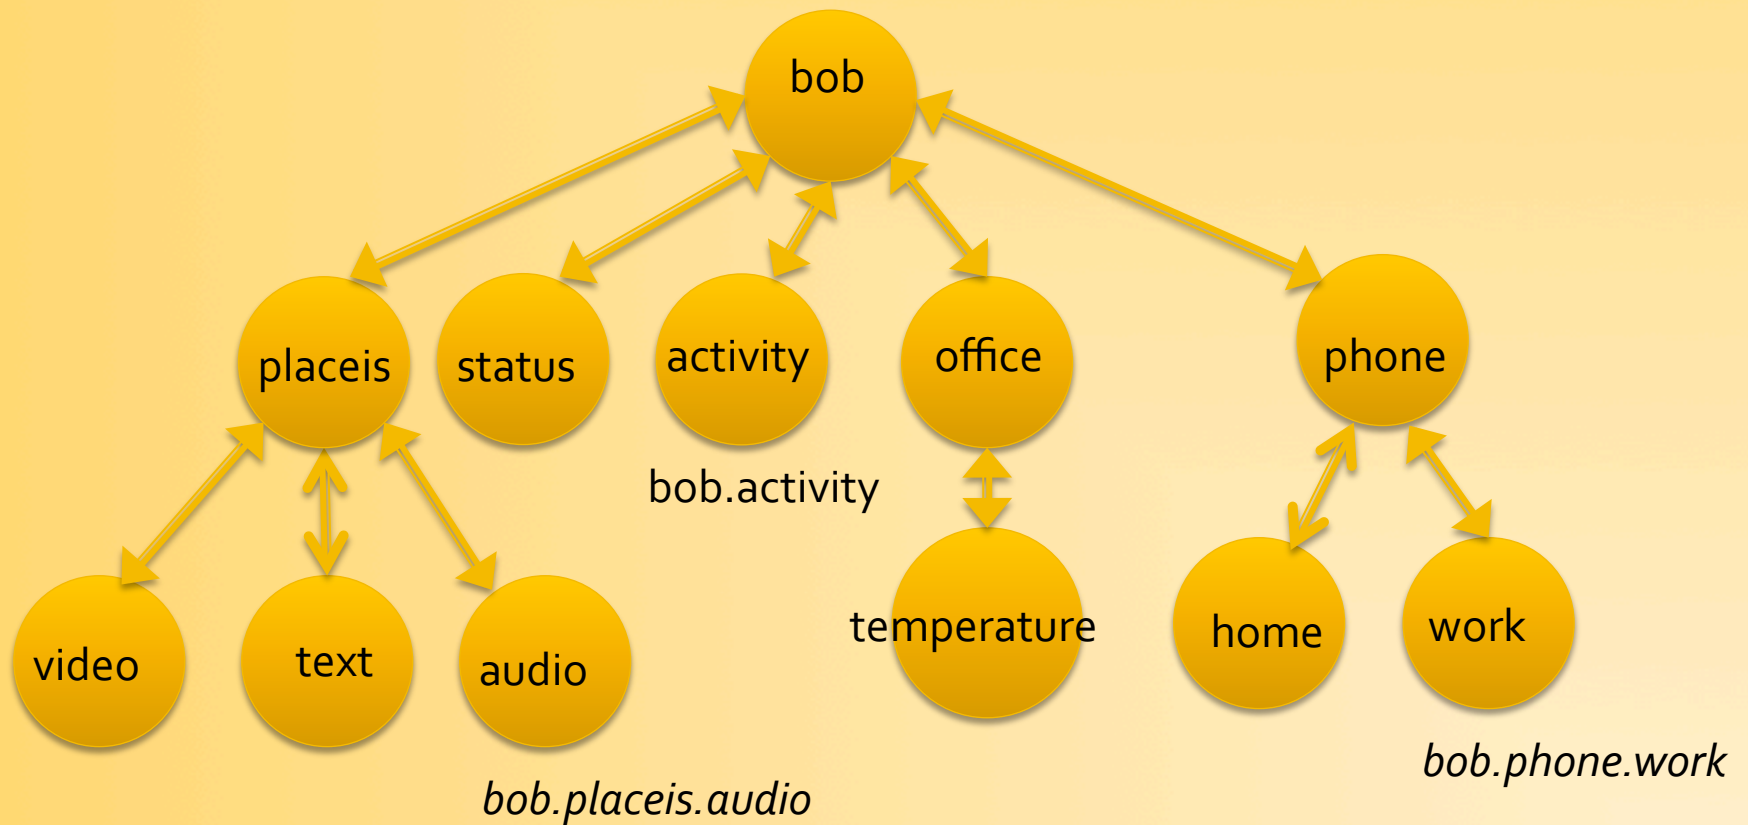 bob
placeis
status
activity
office
phone
bob.activity
video
text
audio
temperature
home
work
bob.placeis.audio
bob.phone.work